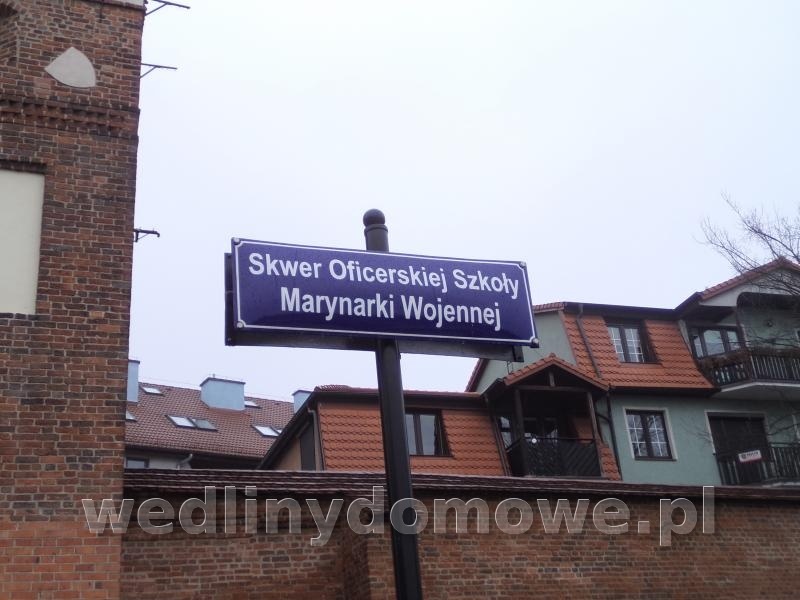 Skwer Oficerskiej Szkoły
Marynarki Wojennej
wedlinydomowe.pl